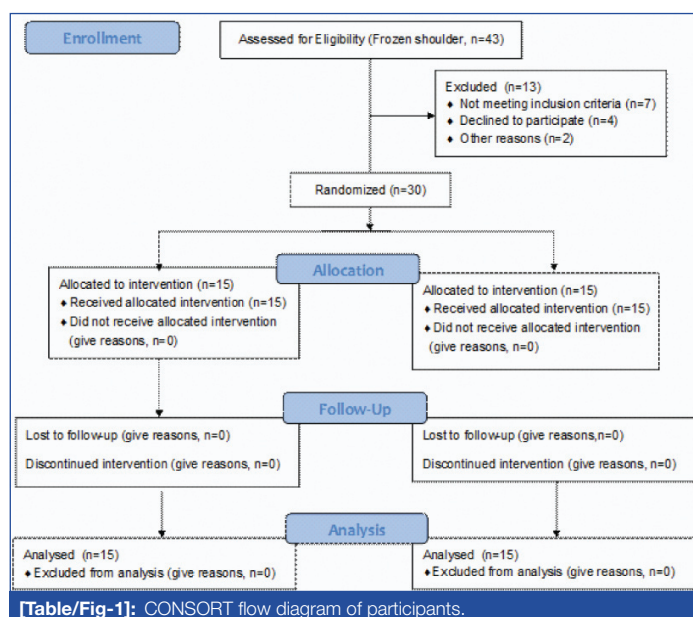 Enrollment
Assessed for Eligibility (Frozen shoulder, n=43)
Excluded (n=13)
♦ Not meeting inclusion criteria (n=7)
♦ Declined to participate (n=4)
♦ Other reasons (n=2)
Randomized (n=30)
Allocation
Allocated to intervention (n=15)
♦ Received allocated intervention (n=15)
♦ Did not receive allocated intervention
(give reasons, n=0)
Allocated to intervention (n=15)
♦ Received allocated intervention (n=15)
♦ Did not receive allocated intervention
(give reasons, n=0)
Follow-Up
Lost to follow-up (give reasons, n=0)
Discontinued intervention (give reasons, n=0)
Lost to follow-up (give reasons,n=0)
Discontinued intervention (give reasons, n=0)
Analysis
Analysed (n=15)
♦ Excluded from analysis (give reasons, n=0)
Analysed (n=15)
♦ Excluded from analysis (give reasons, n=0)
[Table/Fig-1]: CONSORT flow diagram of participants.